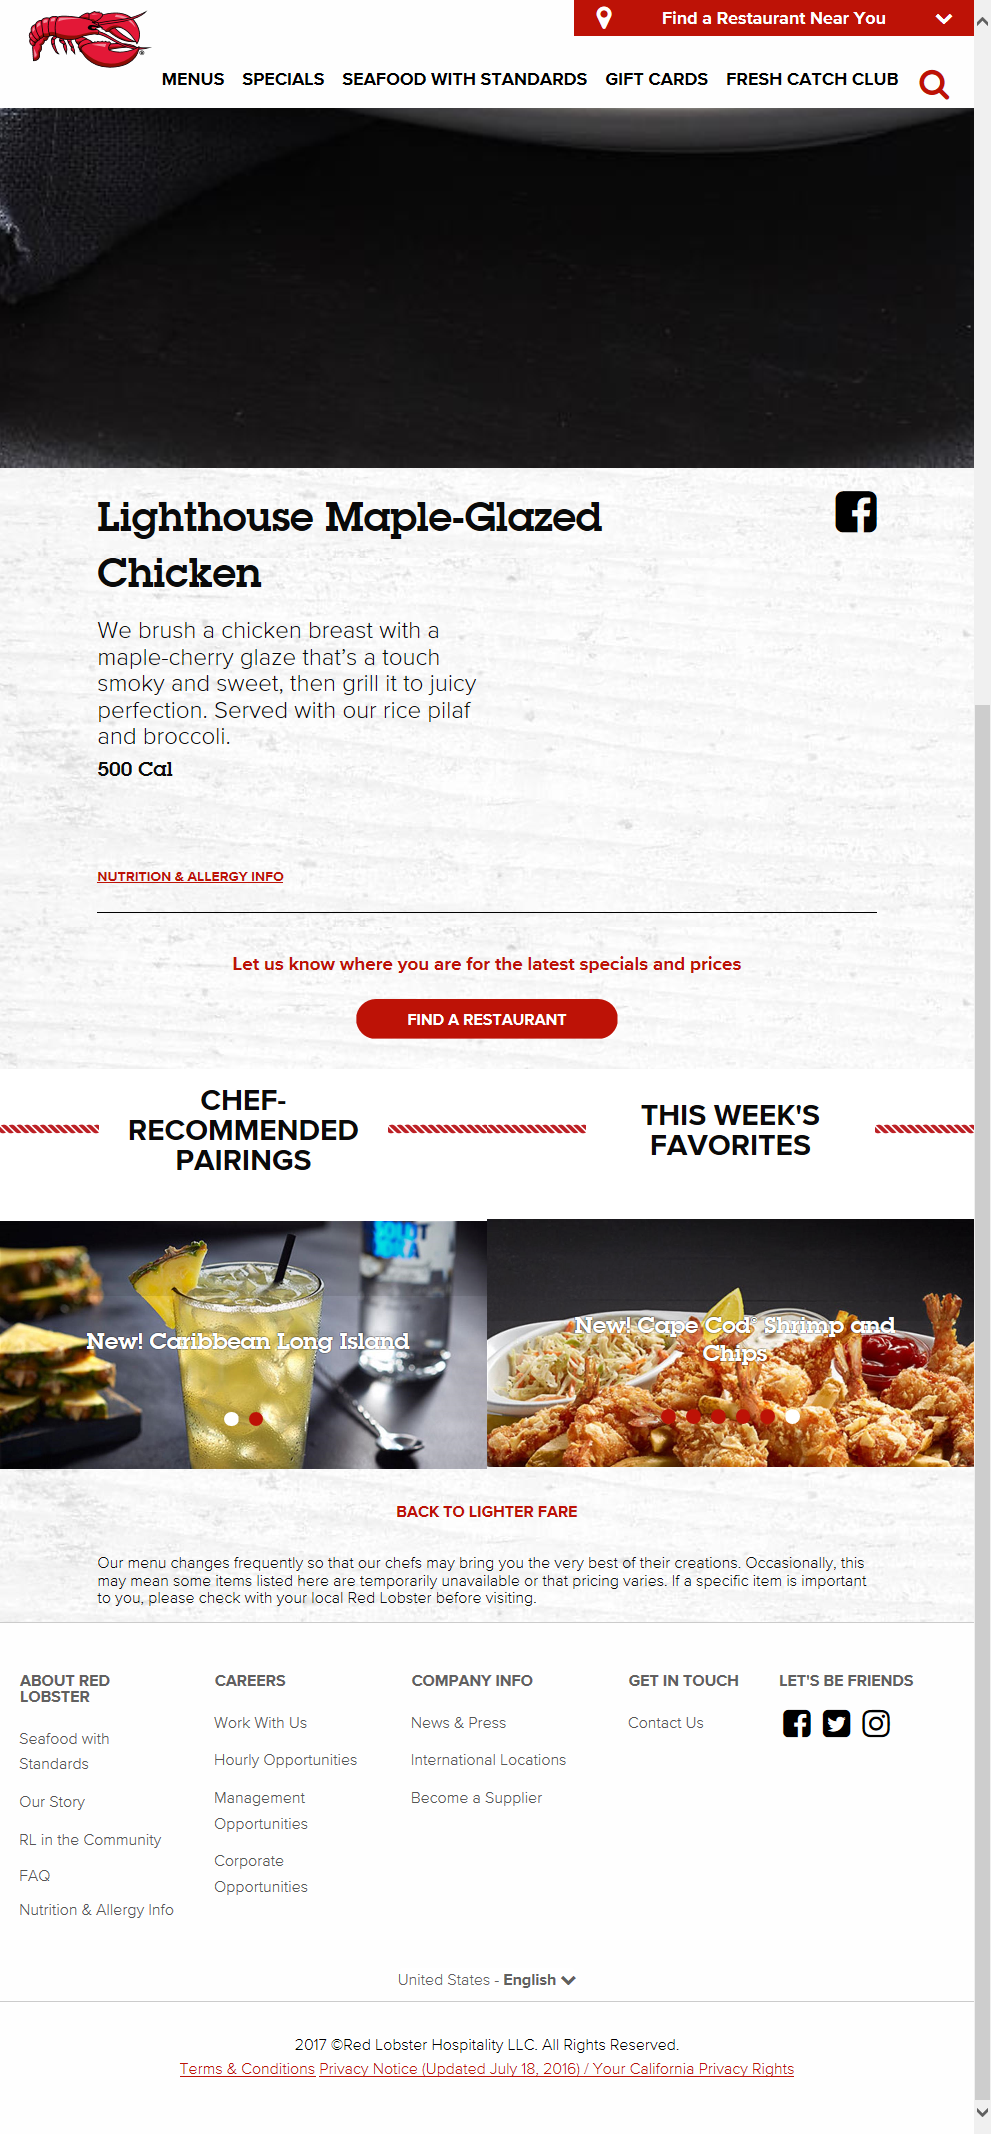 Find a Restaurant Near You
MENUS SPECIALS SEAFOOD WITH STANDARDS GIFT CARDS FRESH CATCH CLUB
Lighthouse Maple-Glazed
Chicken
We brush a chicken breast with a
maple-cherry glaze that's a touch
smoky and sweet, then grill it to juicy
perfection. Served with our rice pilaf
and broccoli.
500 Cal
NUTRITION & ALLERGY INFO
Let us know where you are for the latest specials and prices
FIND A RESTAURANT
CHEF-
RECOMMENDED
PAIRINGS
THIS WEEK'S
FAVORITES
New! Caribbean Long Island
New! Cape Cod® Shrimp and
Chips
BACK TO LIGHTER FARE
Our menu changes frequently so that our chefs may bring you the very best of their creations. Occasionally, this
may mean some items listed here are temporarily unavailable or that pricing varies. If a specific item is important
to you, please check with your local Red Lobster before visiting.
ABOUT RED
LOBSTER
Seafood with
Standards
Our Story
RL in the Community
FAQ
Nutrition & Allergy Info
CAREERS
Work With Us
Hourly Opportunities
Management
Opportunities
Corporate
Opportunities
COMPANY INFO
News & Press
International Locations
Become a Supplier
GET IN TOUCH
Contact Us
LET'S BE FRIENDS
United States - English
2017 ©Red Lobster Hospitality LLC. All Rights Reserved.
Terms & Conditions Privacy Notice (Updated July 18, 2016) / Your California Privacy Rights